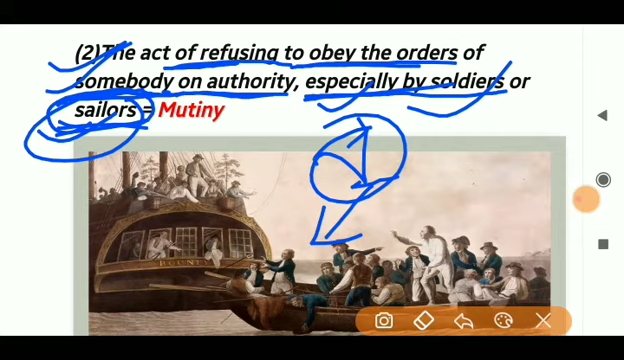 (2)The act of refusing to obey the orders of
somebody on authority, especially by soldiers or
sailors = Mutiny
BOUNTY